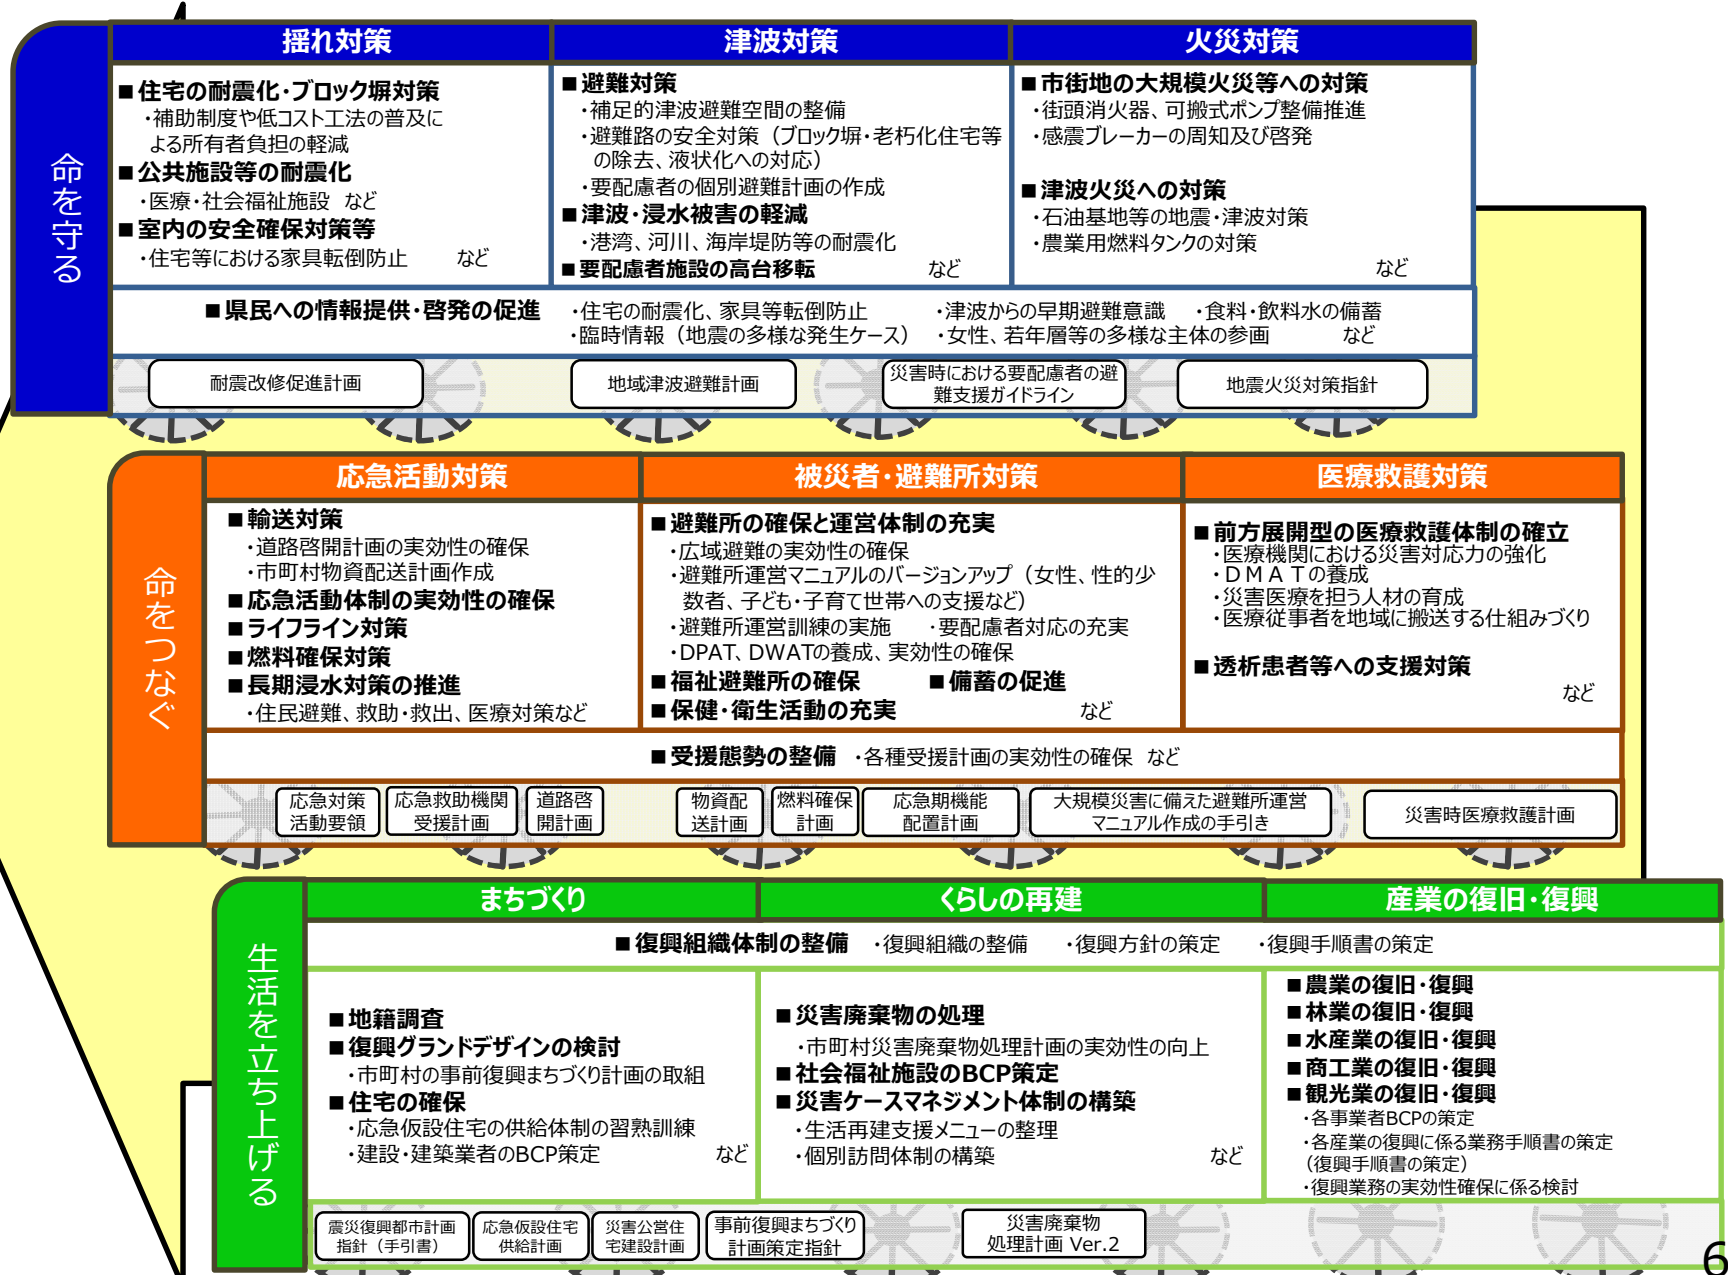 命を守る
揺れ対策
■住宅の耐震化・ブロック塀対策
・補助制度や低コスト工法の普及に
よる所有者負担の軽減
■公共施設等の耐震化
・医療・社会福祉施設 など
■室内の安全確保対策等
・住宅等における家具転倒防止 など
津波対策
■避難対策
・補足的津波避難空間の整備
・避難路の安全対策（ブロック塀・老朽化住宅等
の除去、液状化への対応）
・要配慮者の個別避難計画の作成
■津波・浸水被害の軽減
・港湾、河川、海岸堤防等の耐震化
■要配慮者施設の高台移転 など
火災対策
■市街地の大規模火災等への対策
・街頭消火器、可搬式ポンプ整備推進
・感震ブレーカーの周知及び啓発
■津波火災への対策
・石油基地等の地震・津波対策
・農業用燃料タンクの対策
など
■県民への情報提供・啓発の促進 ・住宅の耐震化、家具等転倒防止 ・津波からの早期避難意識 ・食料・飲料水の備蓄
・臨時情報（地震の多様な発生ケース） ・女性、若年層等の多様な主体の参画 など
耐震改修促進計画
地域津波避難計画
災害時における要配慮者の避
難支援ガイドライン
地震火災対策指針
命をつなぐ
応急活動対策
■輸送対策
・道路啓開計画の実効性の確保
・市町村物資配送計画作成
■応急活動体制の実効性の確保
■ライフライン対策
■燃料確保対策
■長期浸水対策の推進
・住民避難、救助・救出、医療対策など
被災者・避難所対策
■避難所の確保と運営体制の充実
・広域避難の実効性の確保
・避難所運営マニュアルのバージョンアップ（女性、性的少
数者、子ども・子育て世帯への支援など）
・避難所運営訓練の実施 ・要配慮者対応の充実
・DPAT、DWATの養成、実効性の確保
■福祉避難所の確保 ■備蓄の促進
■保健・衛生活動の充実 など
医療救護対策
■前方展開型の医療救護体制の確立
・医療機関における災害対応力の強化
・ＤＭＡＴの養成
・災害医療を担う人材の育成
・医療従事者を地域に搬送する仕組みづくり
■透析患者等への支援対策
など
■受援態勢の整備 ・各種受援計画の実効性の確保 など
応急対策
活動要領
応急救助機関
受援計画
道路啓
開計画
物資配
送計画
燃料確保
計画
応急期機能
配置計画
大規模災害に備えた避難所運営
マニュアル作成の手引き
災害時医療救護計画
生活を立ち上げる
まちづくり
くらしの再建
産業の復旧・復興
■復興組織体制の整備 ・復興組織の整備 ・復興方針の策定 ・復興手順書の策定
■地籍調査
■復興グランドデザインの検討
・市町村の事前復興まちづくり計画の取組
■住宅の確保
・応急仮設住宅の供給体制の習熟訓練
・建設・建築業者のBCP策定 など
■災害廃棄物の処理
・市町村災害廃棄物処理計画の実効性の向上
■社会福祉施設のBCP策定
■災害ケースマネジメント体制の構築
・生活再建支援メニューの整理
・個別訪問体制の構築 など
■農業の復旧・復興
■林業の復旧・復興
■水産業の復旧・復興
■商工業の復旧・復興
■観光業の復旧・復興
・各事業者BCPの策定
・各産業の復興に係る業務手順書の策定
（復興手順書の策定）
・復興業務の実効性確保に係る検討
震災復興都市計画
指針（手引書）
応急仮設住宅
供給計画
災害公営住
宅建設計画
事前復興まちづくり
計画策定指針
災害廃棄物
処理計画 Ver.2
6